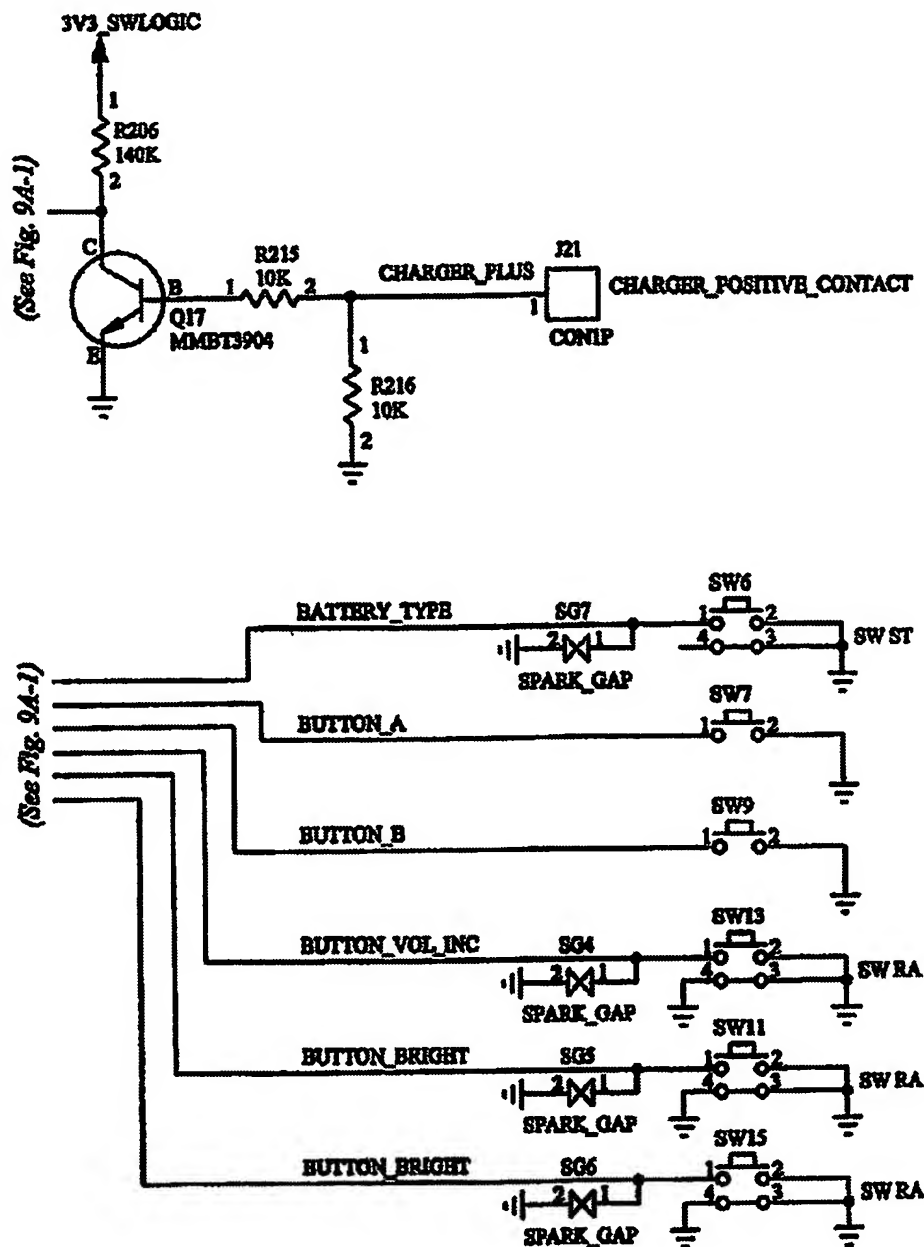 3V3_SWLOGIC
1
R206
140K
2
(See Fig. 9A-1)
C
B
Q17
MMBT3904
E
R215
10K
1
2
CHARGER_PLUS
J21
1
CON1P
CHARGER_POSITIVE_CONTACT
1
R216
10K
2
(See Fig. 9A-1)
BATTERY_TYPE
SG7
2 1
SPARK_GAP
SW6
1 2
4 3
SW ST
BUTTON_A
SW7
1 2
BUTTON_B
SW9
1 2
BUTTON_VOL_INC
SG4
2 1
SPARK_GAP
SW13
1 2
4 3
SW RA
BUTTON_BRIGHT
SG5
2 1
SPARK_GAP
SW11
1 2
4 3
SW RA
BUTTON_BRIGHT
SG6
2 1
SPARK_GAP
SW15
1 2
4 3
SW RA